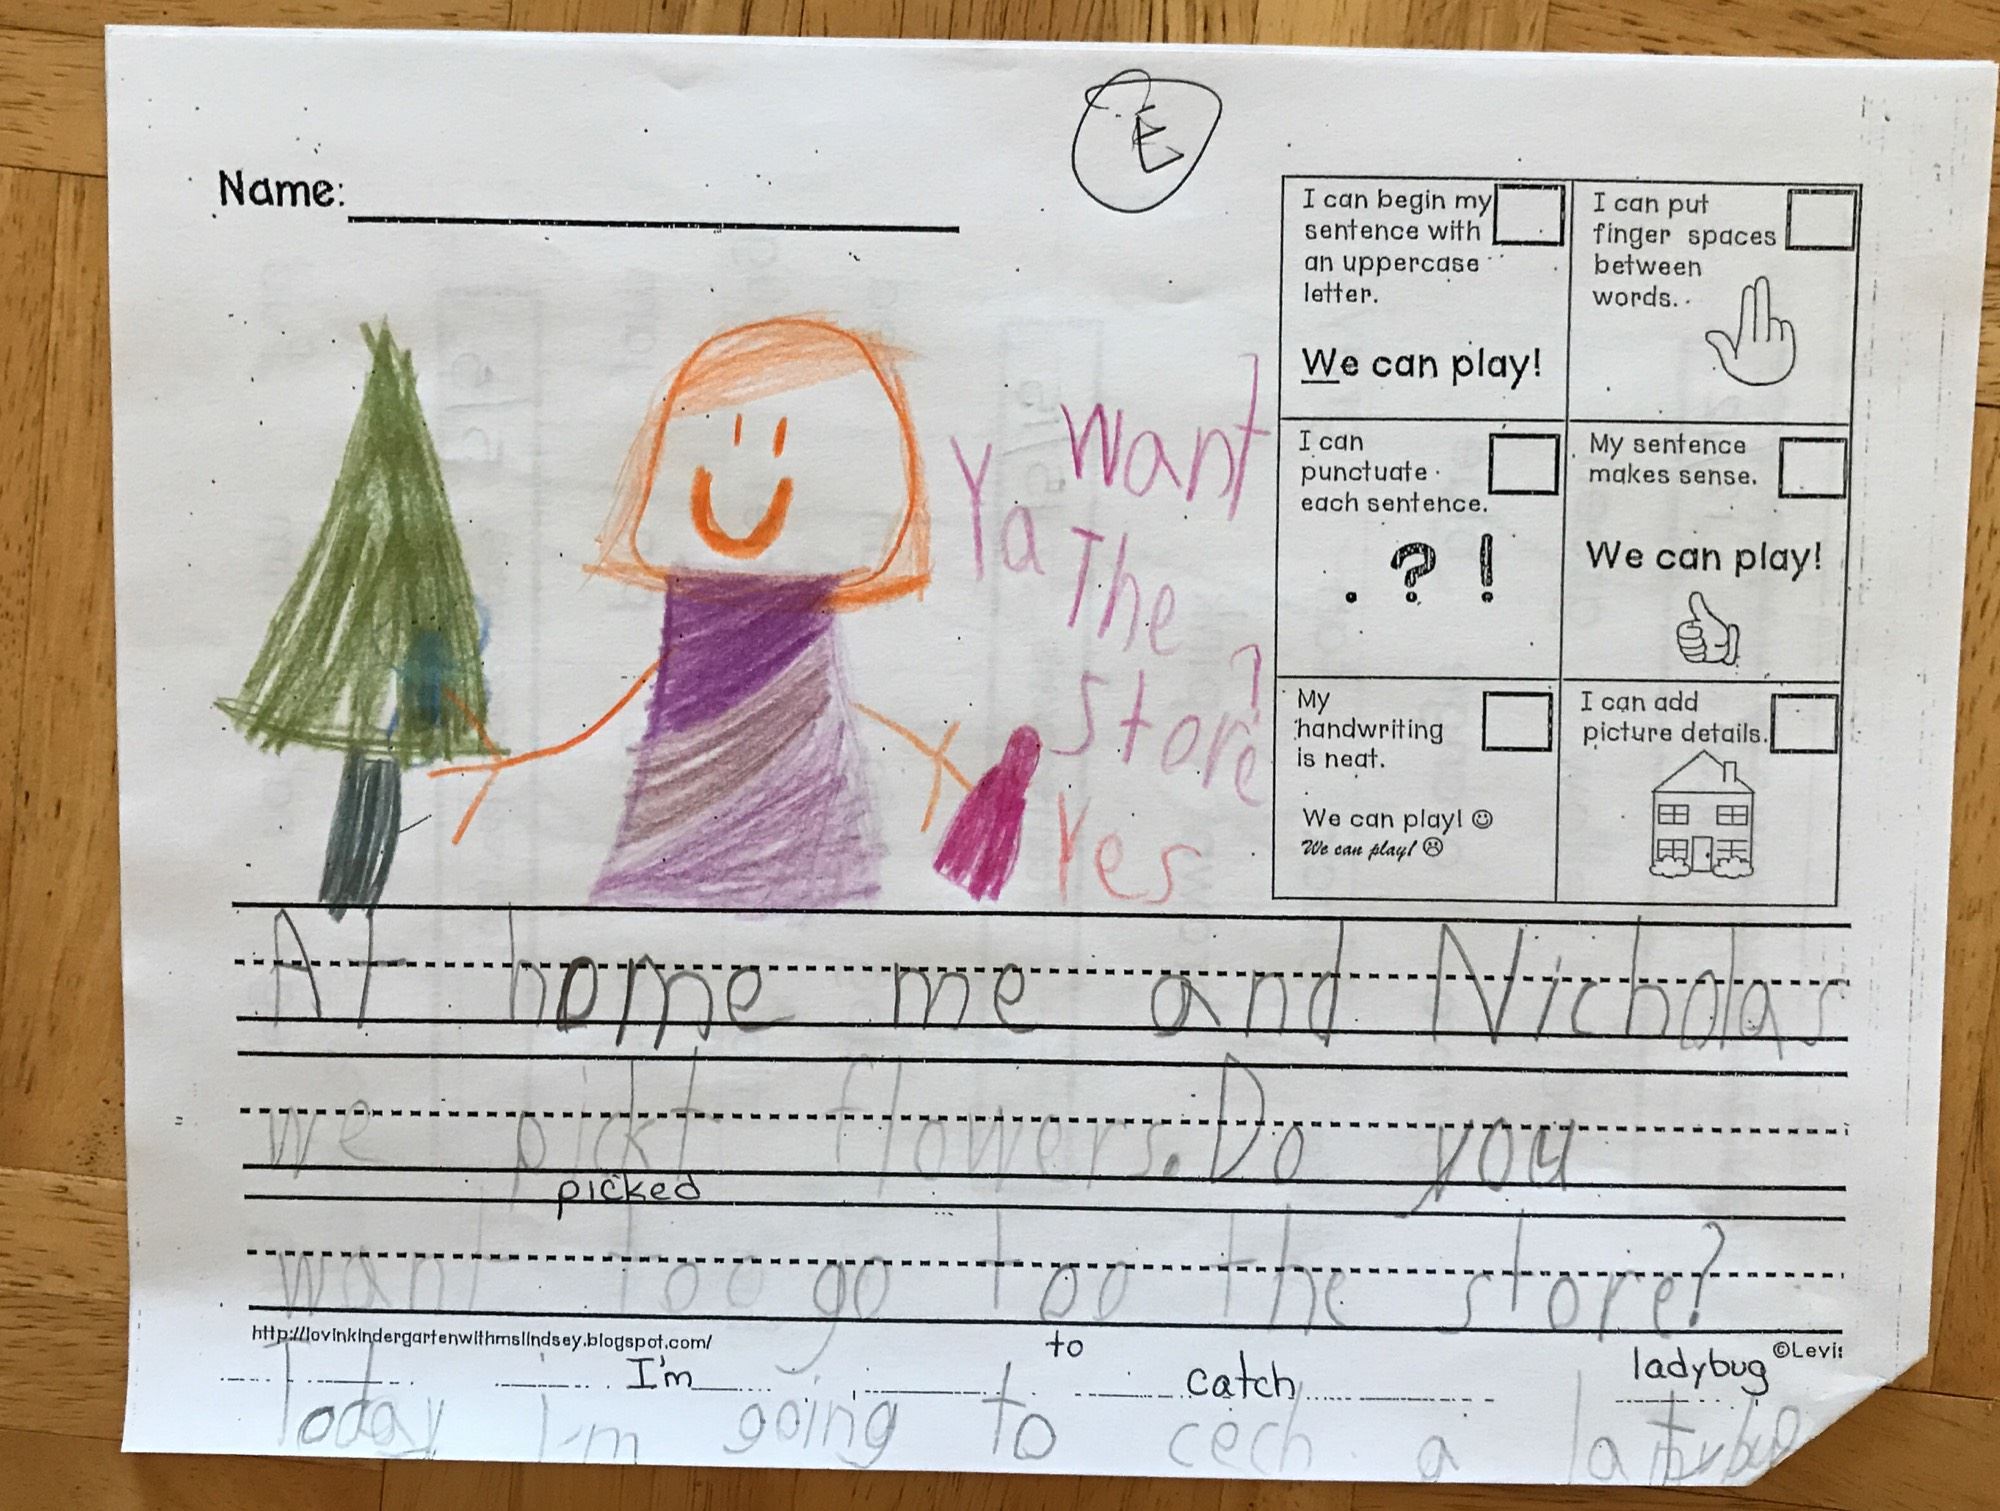 E
Name:
I can begin my
sentence with
an uppercase
letter.
We can play!
I can put
finger spaces
between
words.
I can
punctuate
each sentence.
. ? !
My sentence
makes sense.
We can play!
My
handwriting
is neat.
We can play! ☺
We can play! ☹
I can add
picture details.
Ya want
The
store?
Yes
At home me and Nicholas
we pickt flowers. Do you
picked
want too go too the store?
http://lovinkindergartenwithmslindsey.blogspot.com/
to
©Levi
I'm catch ladybug
Today I'm going to cech a